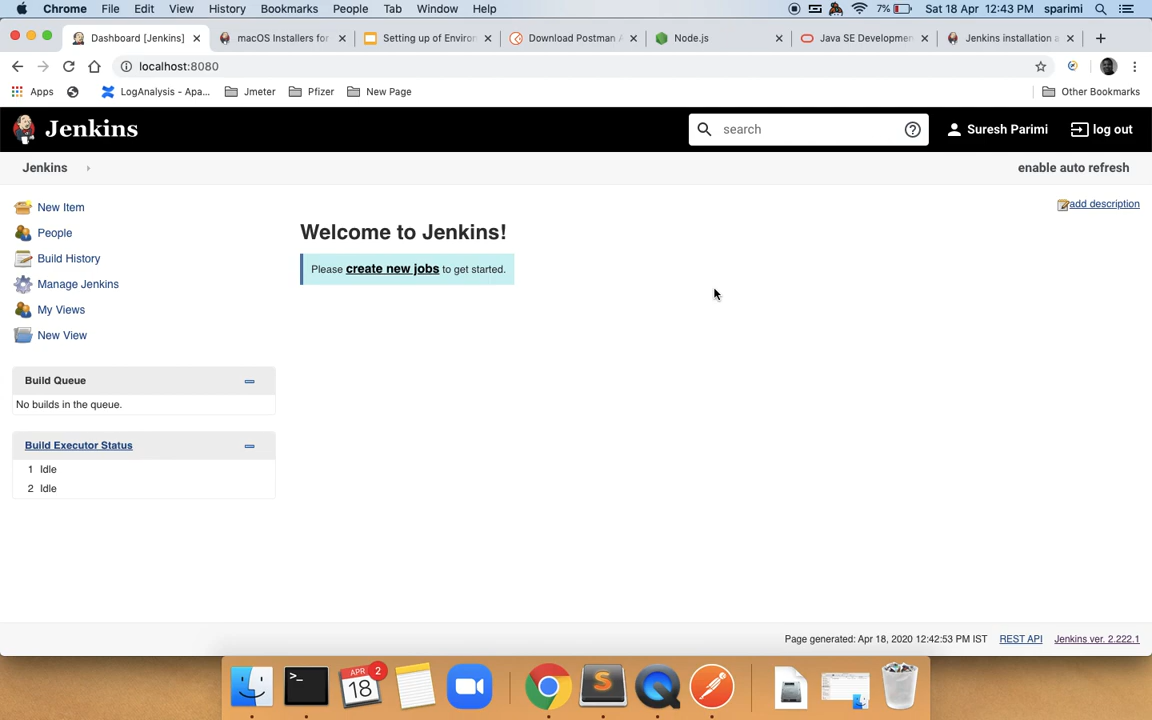 Chrome File Edit View History Bookmarks People Tab Window Help 7% Sat 18 Apr 12:43 PM sparimi
Dashboard [Jenkins] macOS Installers for Setting up of Environ Download Postman A Node.js Java SE Developmen Jenkins installation a
localhost:8080
Apps LogAnalysis - Apa... Jmeter Pfizer New Page Other Bookmarks
Jenkins search Suresh Parimi log out
Jenkins enable auto refresh
add description
New Item
People
Build History
Manage Jenkins
My Views
New View
Welcome to Jenkins!
Please create new jobs to get started.
Build Queue
No builds in the queue.
Build Executor Status
1 Idle
2 Idle
Page generated: Apr 18, 2020 12:42:53 PM IST REST API Jenkins ver. 2.222.1
>_ APR 18 2 S